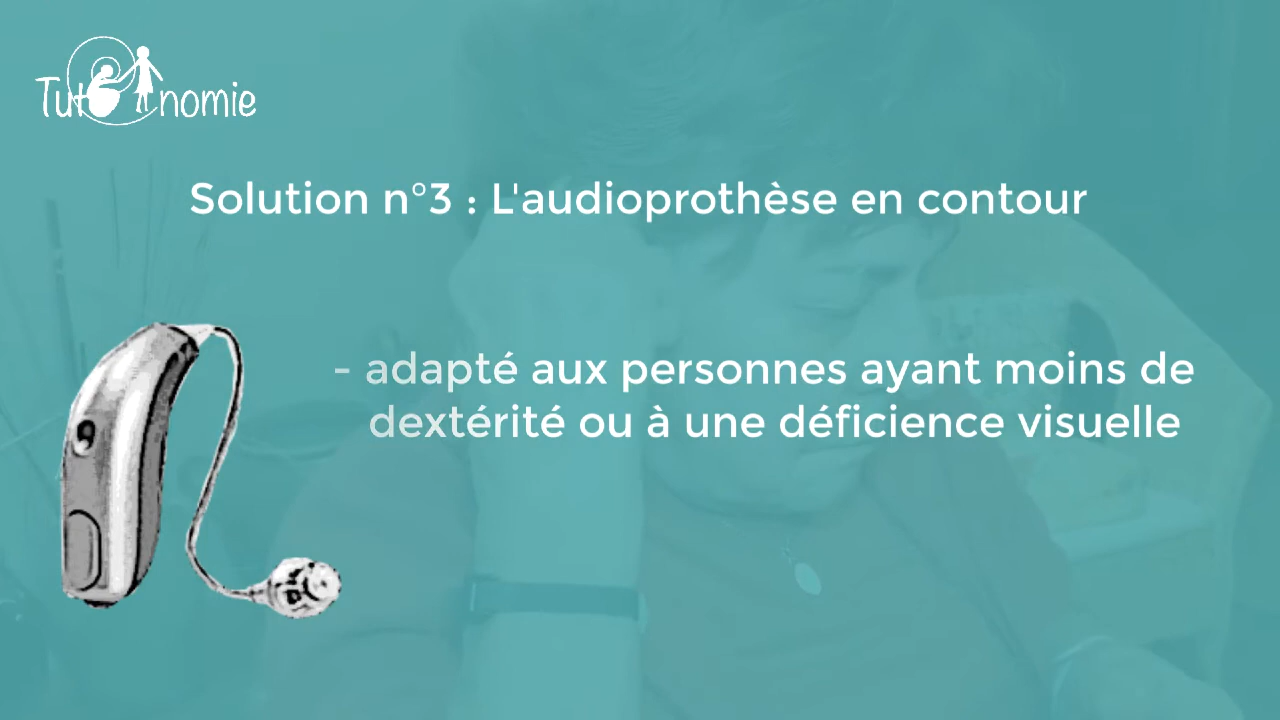 Tutonomie
Solution n°3 : L'audioprothèse en contour
- adapté aux personnes ayant moins de
dextérité ou à une déficience visuelle